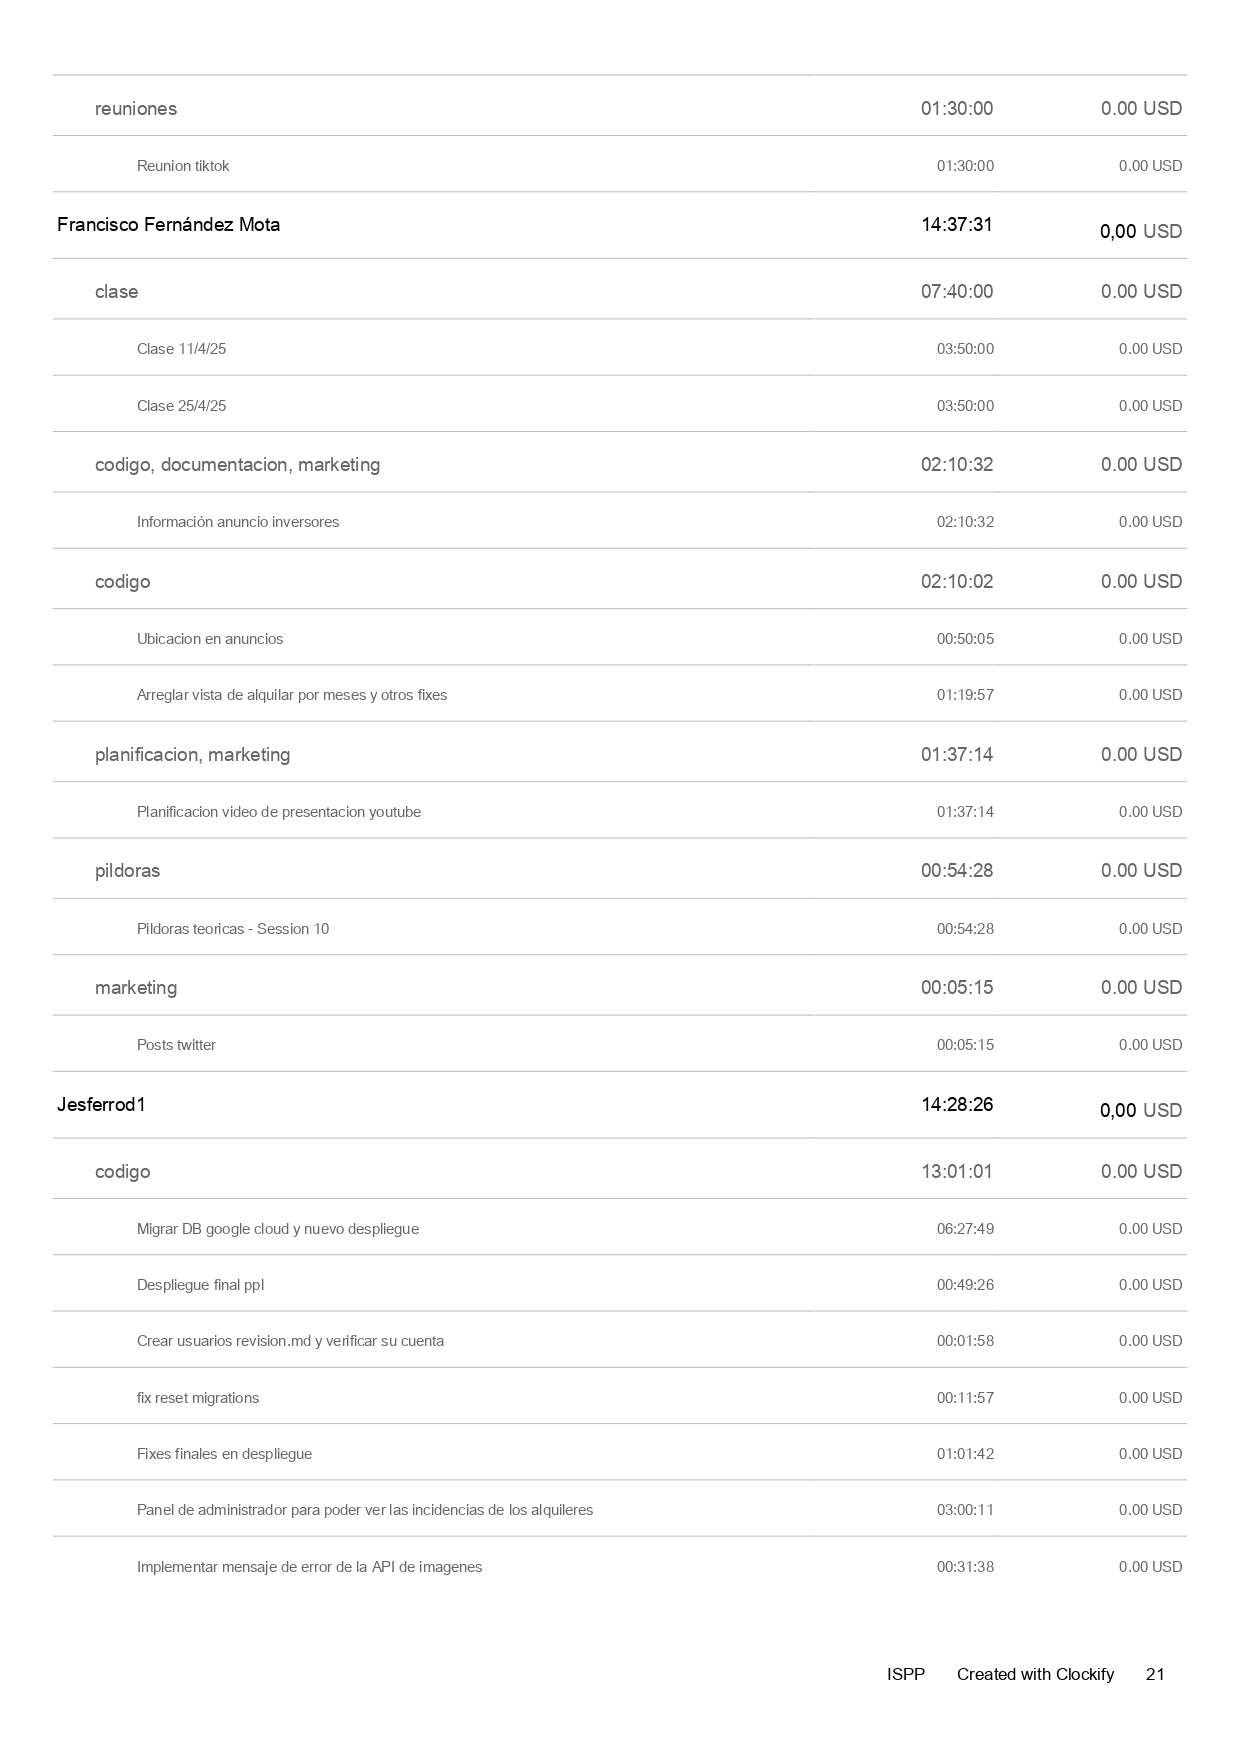 reuniones 01:30:00 0.00 USD
Reunion tiktok 01:30:00 0.00 USD
Francisco Fernández Mota 14:37:31 0,00 USD
clase 07:40:00 0.00 USD
Clase 11/4/25 03:50:00 0.00 USD
Clase 25/4/25 03:50:00 0.00 USD
codigo, documentacion, marketing 02:10:32 0.00 USD
Información anuncio inversores 02:10:32 0.00 USD
codigo 02:10:02 0.00 USD
Ubicacion en anuncios 00:50:05 0.00 USD
Arreglar vista de alquilar por meses y otros fixes 01:19:57 0.00 USD
planificacion, marketing 01:37:14 0.00 USD
Planificacion video de presentacion youtube 01:37:14 0.00 USD
pildoras 00:54:28 0.00 USD
Pildoras teoricas - Session 10 00:54:28 0.00 USD
marketing 00:05:15 0.00 USD
Posts twitter 00:05:15 0.00 USD
Jesferrod1 14:28:26 0,00 USD
codigo 13:01:01 0.00 USD
Migrar DB google cloud y nuevo despliegue 06:27:49 0.00 USD
Despliegue final ppl 00:49:26 0.00 USD
Crear usuarios revision.md y verificar su cuenta 00:01:58 0.00 USD
fix reset migrations 00:11:57 0.00 USD
Fixes finales en despliegue 01:01:42 0.00 USD
Panel de administrador para poder ver las incidencias de los alquileres 03:00:11 0.00 USD
Implementar mensaje de error de la API de imagenes 00:31:38 0.00 USD
ISPP Created with Clockify 21